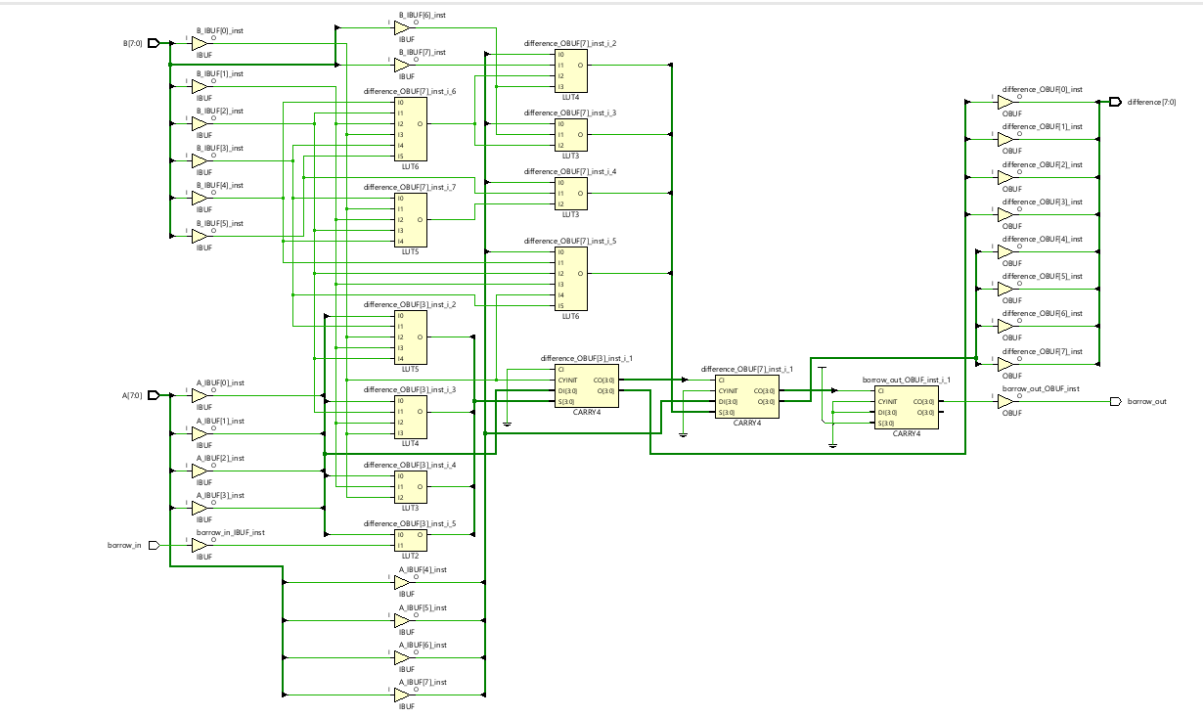 B[7:0]
B_IBUF[0]_inst
I
O
IBUF
B_IBUF[1]_inst
I
O
IBUF
B_IBUF[2]_inst
I
O
IBUF
B_IBUF[3]_inst
I
O
IBUF
B_IBUF[4]_inst
I
O
IBUF
B_IBUF[5]_inst
I
O
IBUF
A[7:0]
A_IBUF[0]_inst
I
O
IBUF
A_IBUF[1]_inst
I
O
IBUF
A_IBUF[2]_inst
I
O
IBUF
A_IBUF[3]_inst
I
O
IBUF
borrow_in
borrow_in_IBUF_inst
I
O
IBUF
B_IBUF[6]_inst
I
O
IBUF
B_IBUF[7]_inst
I
O
IBUF
difference_OBUF[7]_inst_i_6
I0
I1
I2
I3
I4
I5
O
LUT6
difference_OBUF[7]_inst_i_7
I0
I1
I2
I3
I4
O
LUT5
difference_OBUF[3]_inst_i_2
I0
I1
I2
I3
I4
O
LUT5
difference_OBUF[3]_inst_i_3
I0
I1
I2
I3
O
LUT4
difference_OBUF[3]_inst_i_4
I0
I1
I2
O
LUT3
difference_OBUF[3]_inst_i_5
I0
I1
O
LUT2
A_IBUF[4]_inst
I
O
IBUF
A_IBUF[5]_inst
I
O
IBUF
A_IBUF[6]_inst
I
O
IBUF
A_IBUF[7]_inst
I
O
IBUF
difference_OBUF[7]_inst_i_2
I0
I1
I2
I3
O
LUT4
difference_OBUF[7]_inst_i_3
I0
I1
I2
O
LUT3
difference_OBUF[7]_inst_i_4
I0
I1
I2
O
LUT3
difference_OBUF[7]_inst_i_5
I0
I1
I2
I3
I4
I5
O
LUT6
difference_OBUF[3]_inst_i_1
CI
CYINIT
DI(3:0)
S(3:0)
CO(3:0)
O(3:0)
CARRY4
difference_OBUF[7]_inst_i_1
CI
CYINIT
DI(3:0)
S(3:0)
CO(3:0)
O(3:0)
CARRY4
borrow_out_OBUF_inst_i_1
CI
CYINIT
DI(3:0)
S(3:0)
CO(3:0)
O(3:0)
CARRY4
difference_OBUF[0]_inst
I
O
OBUF
difference_OBUF[1]_inst
I
O
OBUF
difference_OBUF[2]_inst
I
O
OBUF
difference_OBUF[3]_inst
I
O
OBUF
difference_OBUF[4]_inst
I
O
OBUF
difference_OBUF[5]_inst
I
O
OBUF
difference_OBUF[6]_inst
I
O
OBUF
difference_OBUF[7]_inst
I
O
OBUF
borrow_out_OBUF_inst
I
O
OBUF
difference[7:0]
borrow_out